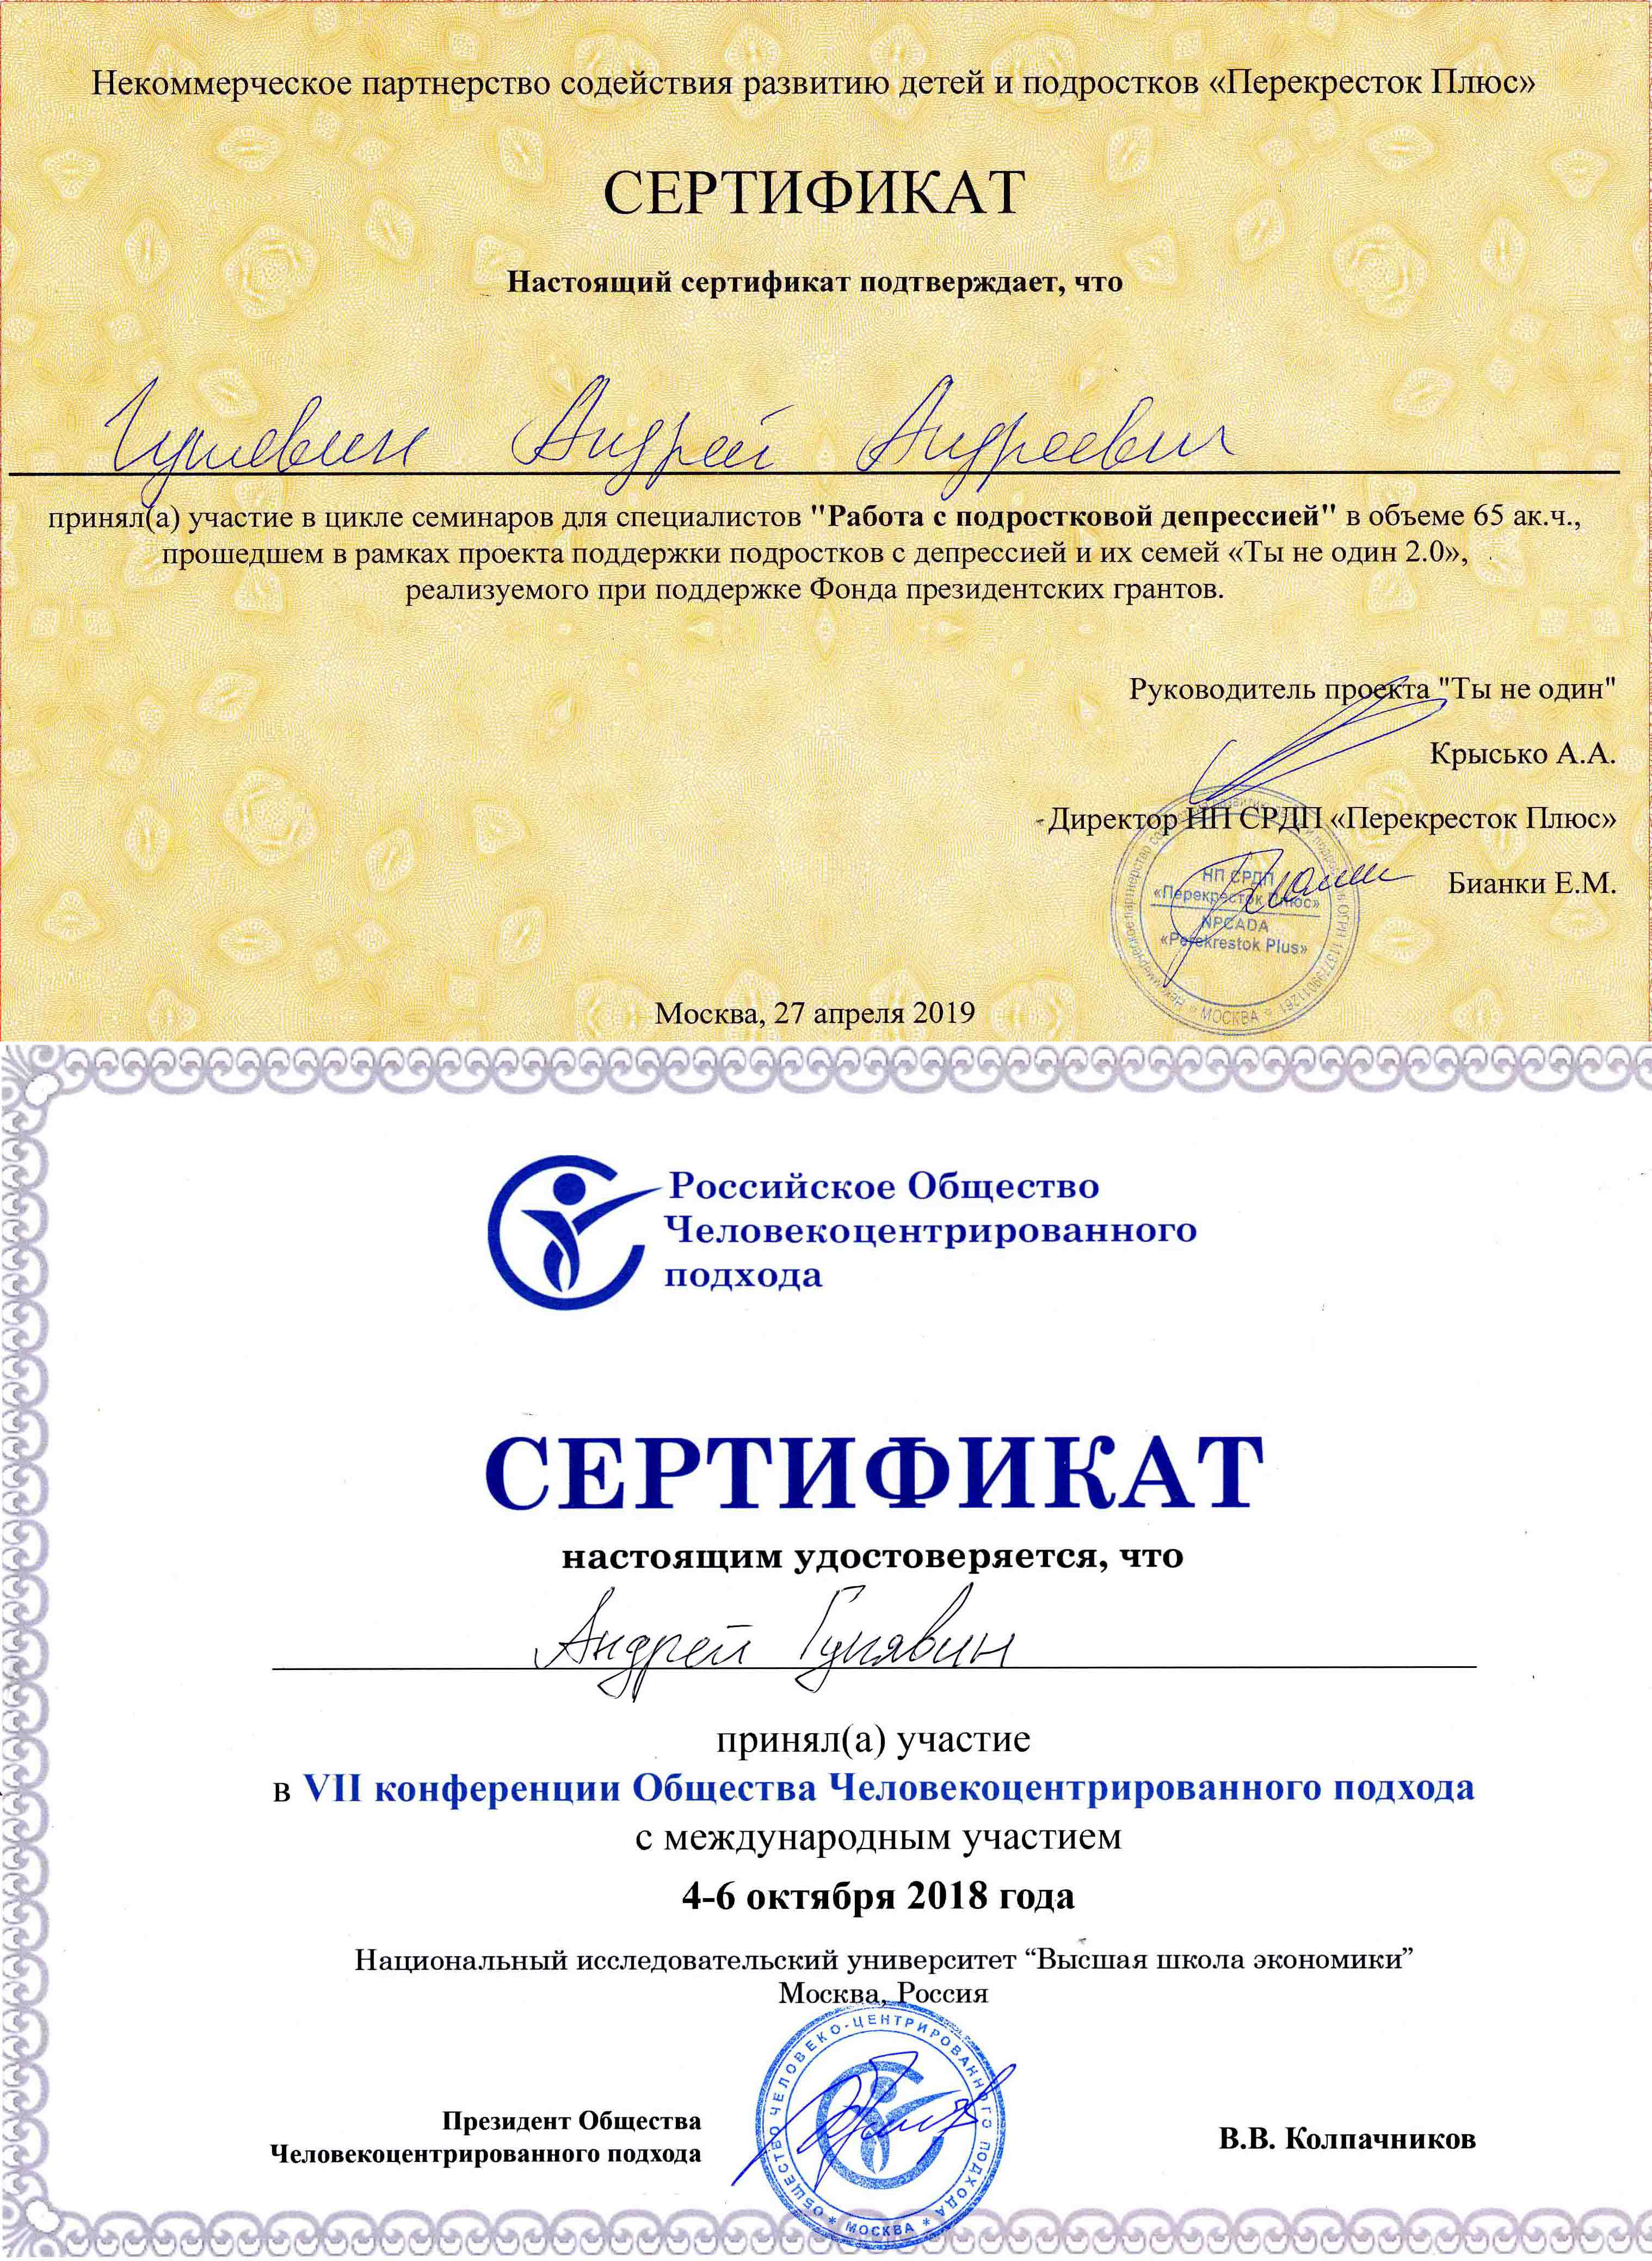 Некоммерческое партнерство содействия развитию детей и подростков «Перекресток Плюс»
СЕРТИФИКАТ
Настоящий сертификат подтверждает, что
Гулявин Андрей Андреевич
принял(а) участие в цикле семинаров для специалистов "Работа с подростковой депрессией" в объеме 65 ак.ч.,
прошедшем в рамках проекта поддержки подростков с депрессией и их семей «Ты не один 2.0»,
реализуемого при поддержке Фонда президентских грантов.
Руководитель проекта "Ты не один"
Крысько А.А.
Директор НП СРДП «Перекресток Плюс»
Бианки Е.М.
НП СРДП
«Перекресток Плюс»
NPCADA
«Perekrestok Plus»
МОСКВА
Москва, 27 апреля 2019
Российское Общество
Человекоцентрированного
подхода
СЕРТИФИКАТ
настоящим удостоверяется, что
Андрей Гулявин
принял(а) участие
в VII конференции Общества Человекоцентрированного подхода
с международным участием
4-6 октября 2018 года
Национальный исследовательский университет “Высшая школа экономики”
Москва, Россия
Президент Общества
Человекоцентрированного подхода
ОБЩЕСТВО ЧЕЛОВЕКО-ЦЕНТРИРОВАННОГО ПОДХОДА
* МОСКВА *
В.В. Колпачников